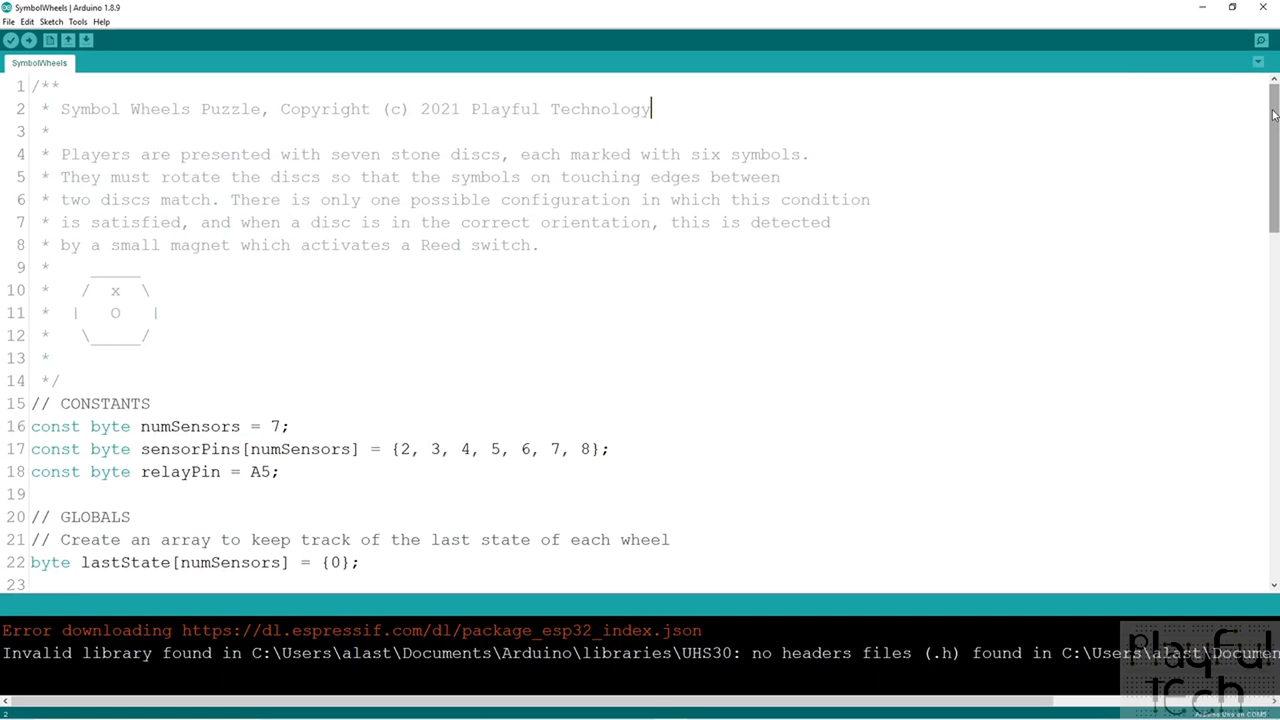 SymbolWheels | Arduino 1.8.9
File Edit Sketch Tools Help
SymbolWheels
1 /**
2 * Symbol Wheels Puzzle, Copyright (c) 2021 Playful Technology
3 *
4 * Players are presented with seven stone discs, each marked with six symbols.
5 * They must rotate the discs so that the symbols on touching edges between
6 * two discs match. There is only one possible configuration in which this condition
7 * is satisfied, and when a disc is in the correct orientation, this is detected
8 * by a small magnet which activates a Reed switch.
9 * _____
10 * / x \
11 * | O |
12 * \_____/
13 *
14 */
15 // CONSTANTS
16 const byte numSensors = 7;
17 const byte sensorPins[numSensors] = {2, 3, 4, 5, 6, 7, 8};
18 const byte relayPin = A5;
19
20 // GLOBALS
21 // Create an array to keep track of the last state of each wheel
22 byte lastState[numSensors] = {0};
23
Error downloading https://dl.espressif.com/dl/package_esp32_index.json
Invalid library found in C:\Users\alast\Documents\Arduino\libraries\UHS30: no headers files (.h) found in C:\Users\alast\Documen
Playful
Tech
2
Arduino Uno on COM5